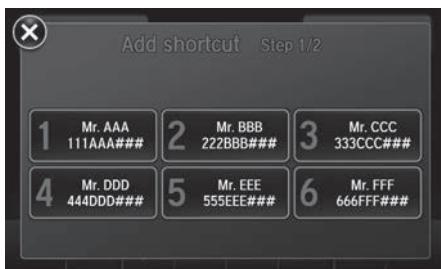 Add shortcut Step 1/2
1 Mr. AAA 2 Mr. BBB 3 Mr. CCC
111AAA### 222BBB### 333CCC###
4 Mr. DDD 5 Mr. EEE 6 Mr. FFF
444DDD### 555EEE### 666FFF###